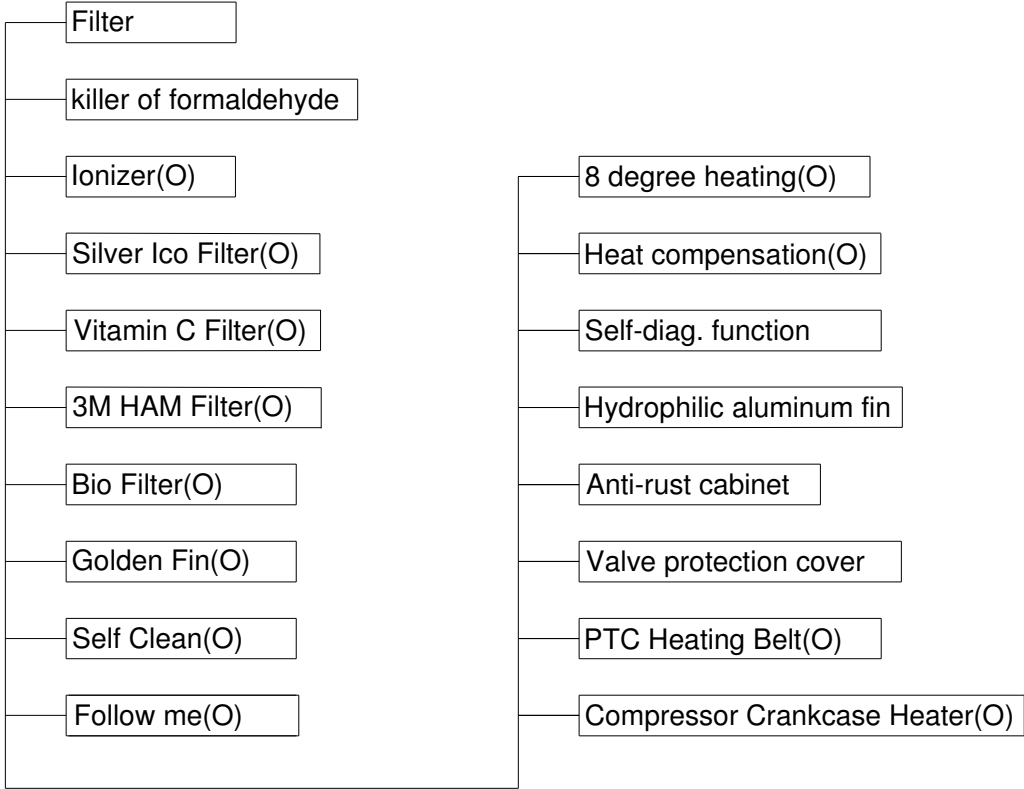 Filter
killer of formaldehyde
Ionizer(O)
Silver Ico Filter(O)
Vitamin C Filter(O)
3M HAM Filter(O)
Bio Filter(O)
Golden Fin(O)
Self Clean(O)
Follow me(O)
8 degree heating(O)
Heat compensation(O)
Self-diag. function
Hydrophilic aluminum fin
Anti-rust cabinet
Valve protection cover
PTC Heating Belt(O)
Compressor Crankcase Heater(O)